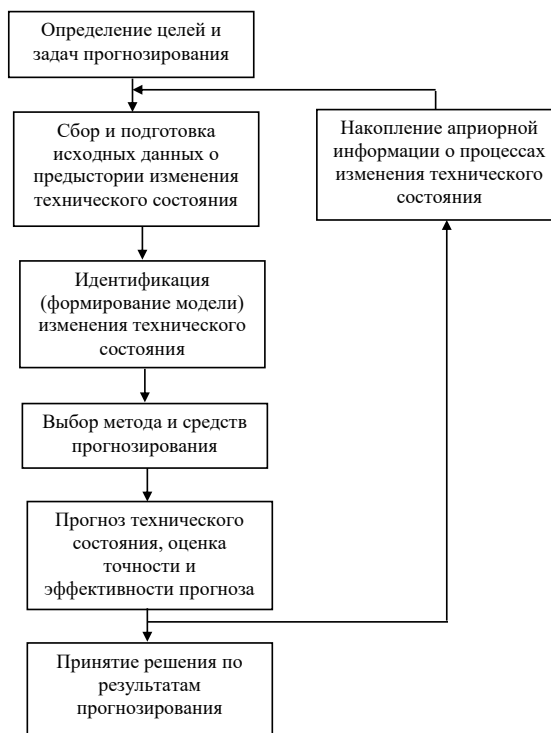 Определение целей и
задач прогнозирования
Сбор и подготовка
исходных данных о
предыстории изменения
технического состояния
Накопление априорной
информации о процессах
изменения технического
состояния
Идентификация
(формирование модели)
изменения технического
состояния
Выбор метода и средств
прогнозирования
Прогноз технического
состояния, оценка
точности и
эффективности прогноза
Принятие решения по
результатам
прогнозирования